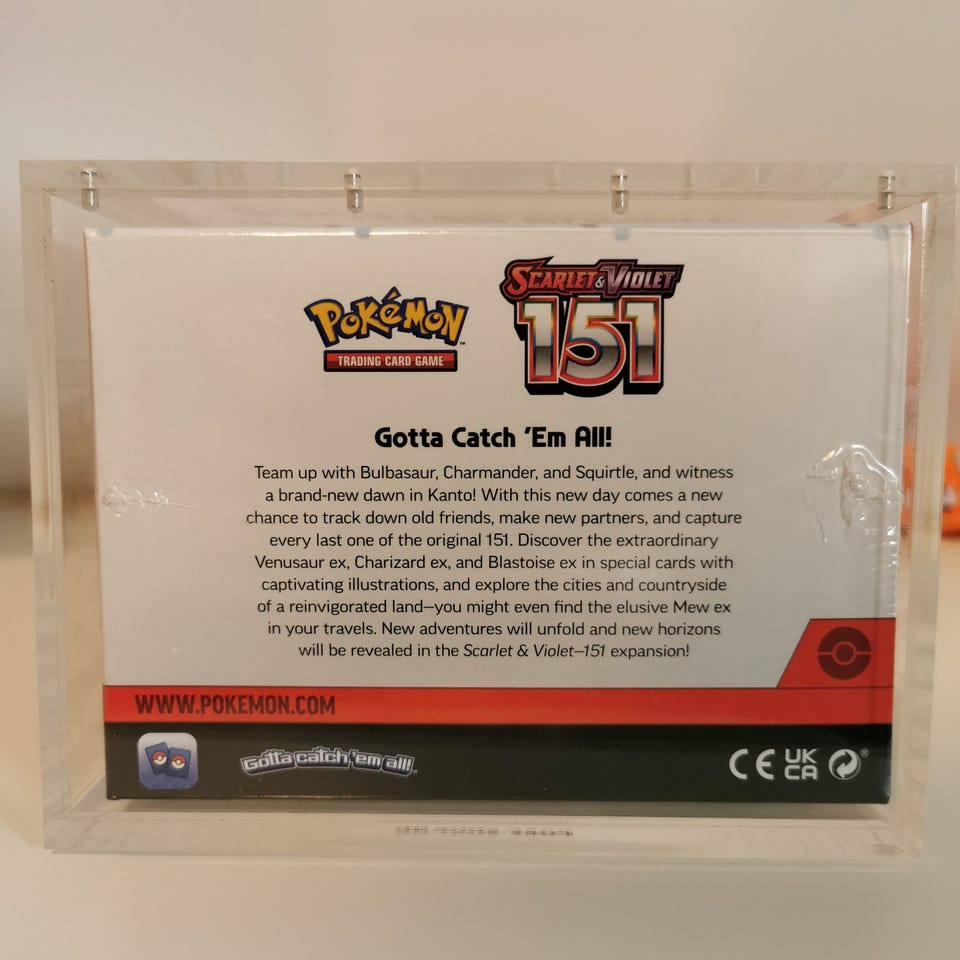 SCARLET & VIOLET
151
POKéMON™
TRADING CARD GAME
Gotta Catch 'Em All!
Team up with Bulbasaur, Charmander, and Squirtle, and witness
a brand-new dawn in Kanto! With this new day comes a new
chance to track down old friends, make new partners, and capture
every last one of the original 151. Discover the extraordinary
Venusaur ex, Charizard ex, and Blastoise ex in special cards with
captivating illustrations, and explore the cities and countryside
of a reinvigorated land—you might even find the elusive Mew ex
in your travels. New adventures will unfold and new horizons
will be revealed in the Scarlet & Violet—151 expansion!
WWW.POKEMON.COM
Gotta catch 'em all!™
CE UK CA ®